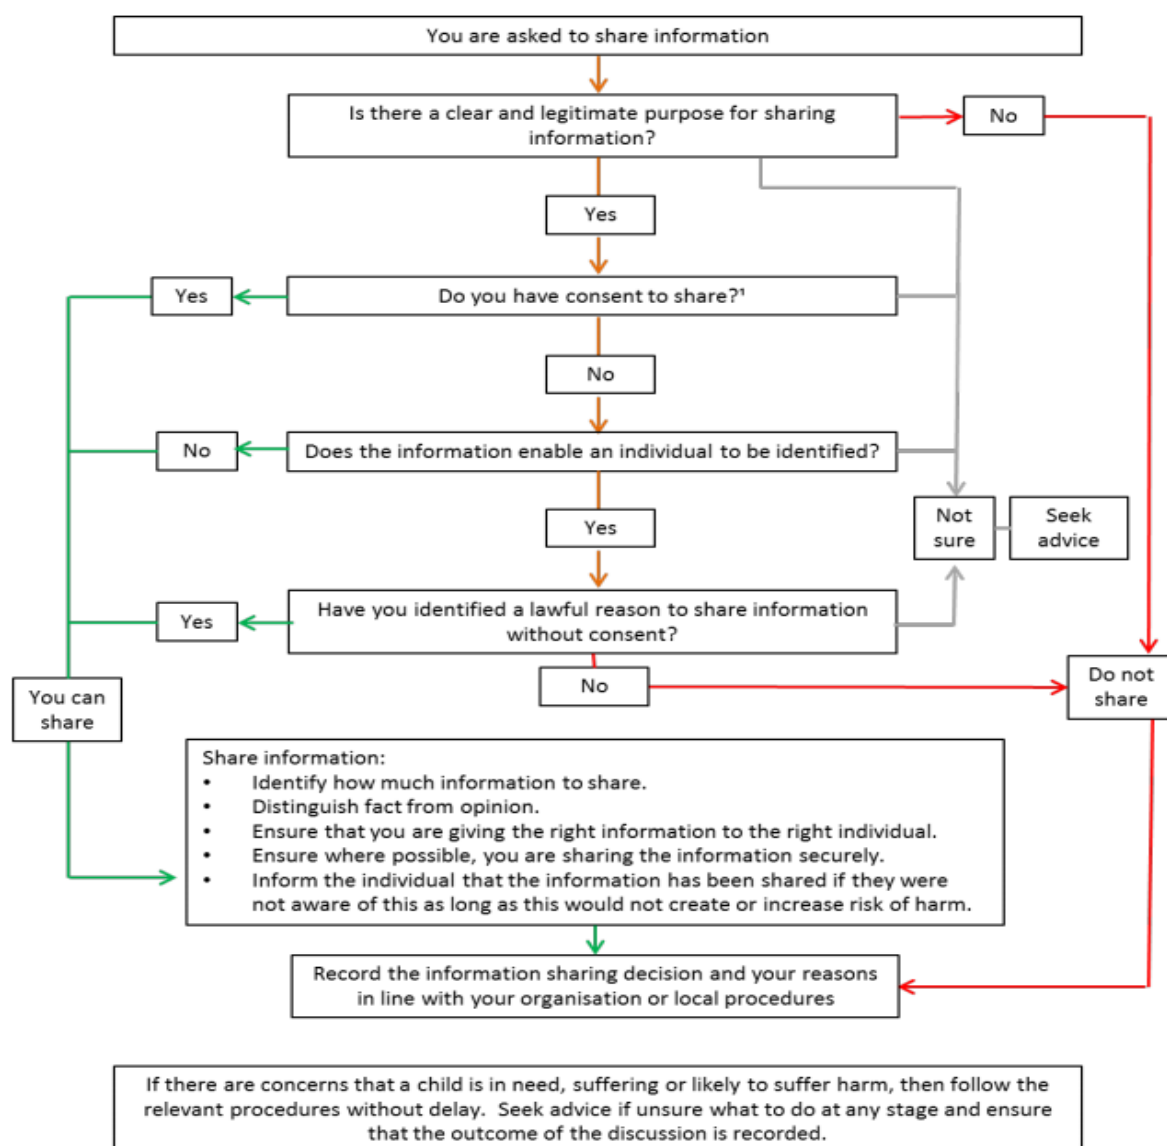 You are asked to share information
Is there a clear and legitimate purpose for sharing
information?
No
Yes
Do you have consent to share?¹
Yes
No
Does the information enable an individual to be identified?
No
Yes
Not
sure
Seek
advice
Have you identified a lawful reason to share information
without consent?
Yes
No
Do not
share
You can
share
Share information:
• Identify how much information to share.
• Distinguish fact from opinion.
• Ensure that you are giving the right information to the right individual.
• Ensure where possible, you are sharing the information securely.
• Inform the individual that the information has been shared if they were
not aware of this as long as this would not create or increase risk of harm.
Record the information sharing decision and your reasons
in line with your organisation or local procedures
If there are concerns that a child is in need, suffering or likely to suffer harm, then follow the
relevant procedures without delay.  Seek advice if unsure what to do at any stage and ensure
that the outcome of the discussion is recorded.